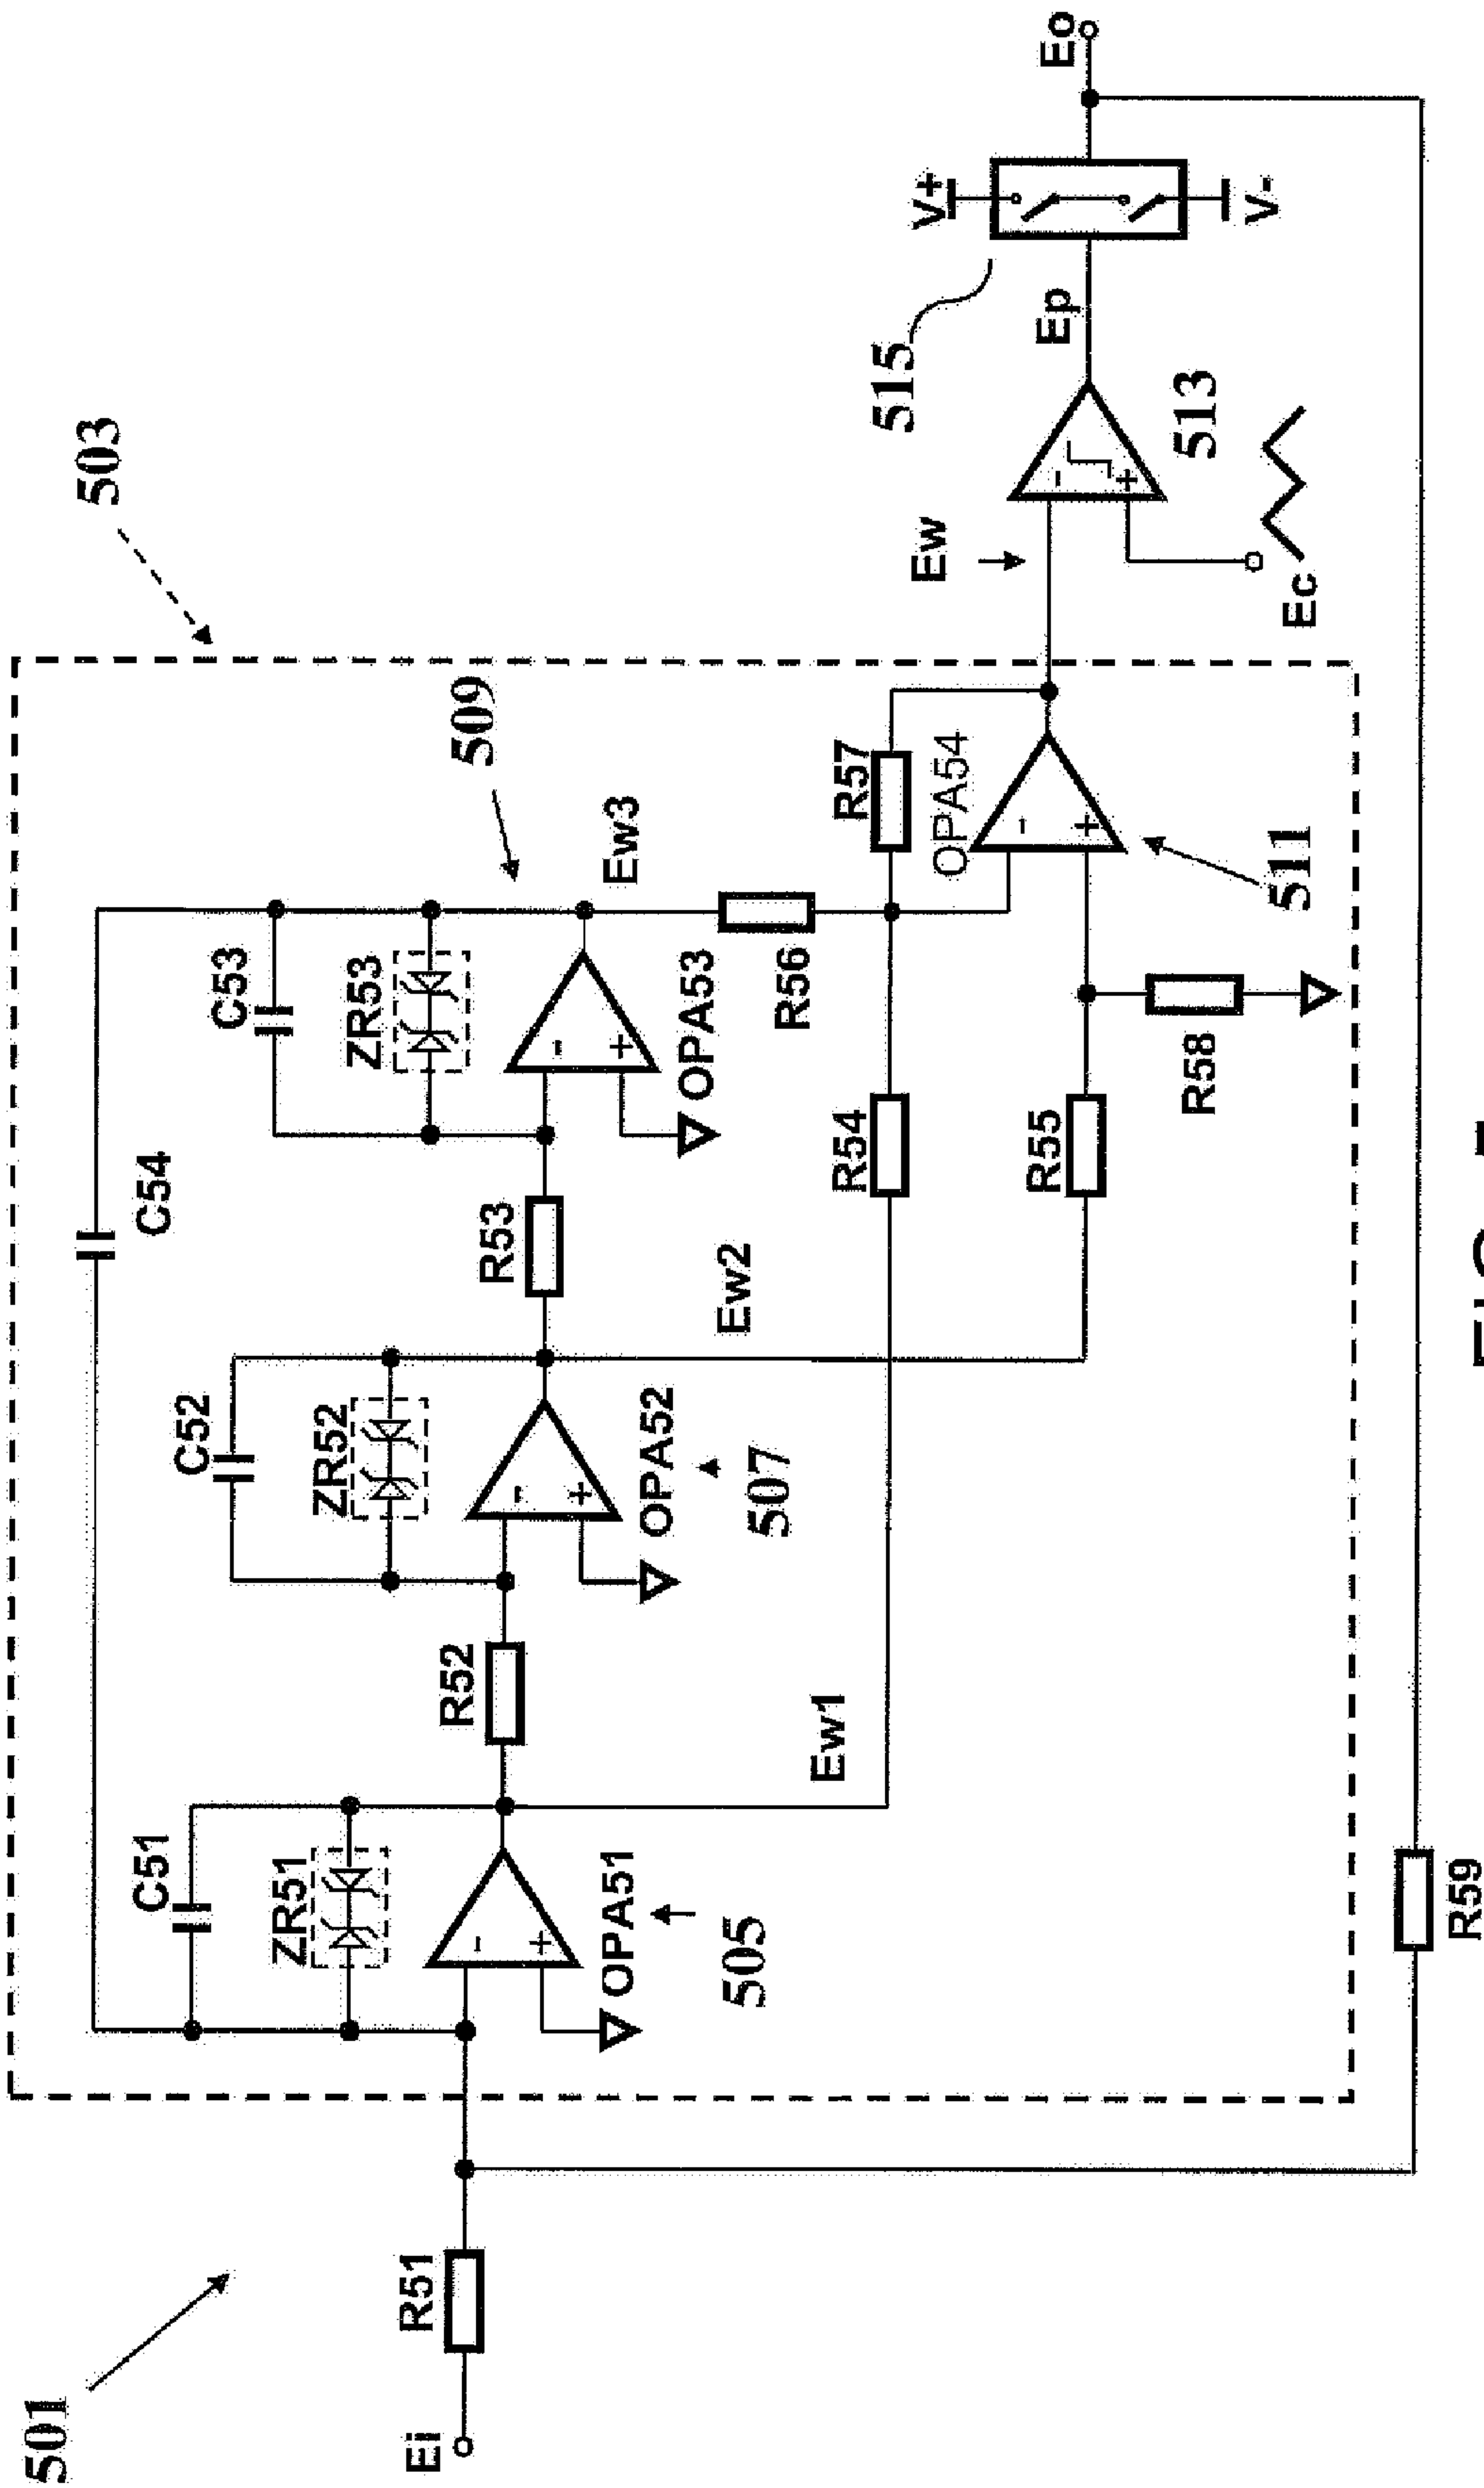 501
503
C54
C51
ZR51
OPA51
505
C52
ZR52
OPA52
507
C53
ZR53
OPA53
509
Ei
R51
R52
R53
Ew1
Ew2
Ew3
R54
R55
R56
R57
R58
OPA54
511
Ew
Ec
513
Ep
515
V+
V-
Eo
R59
- +
- +
- +
- +
- +